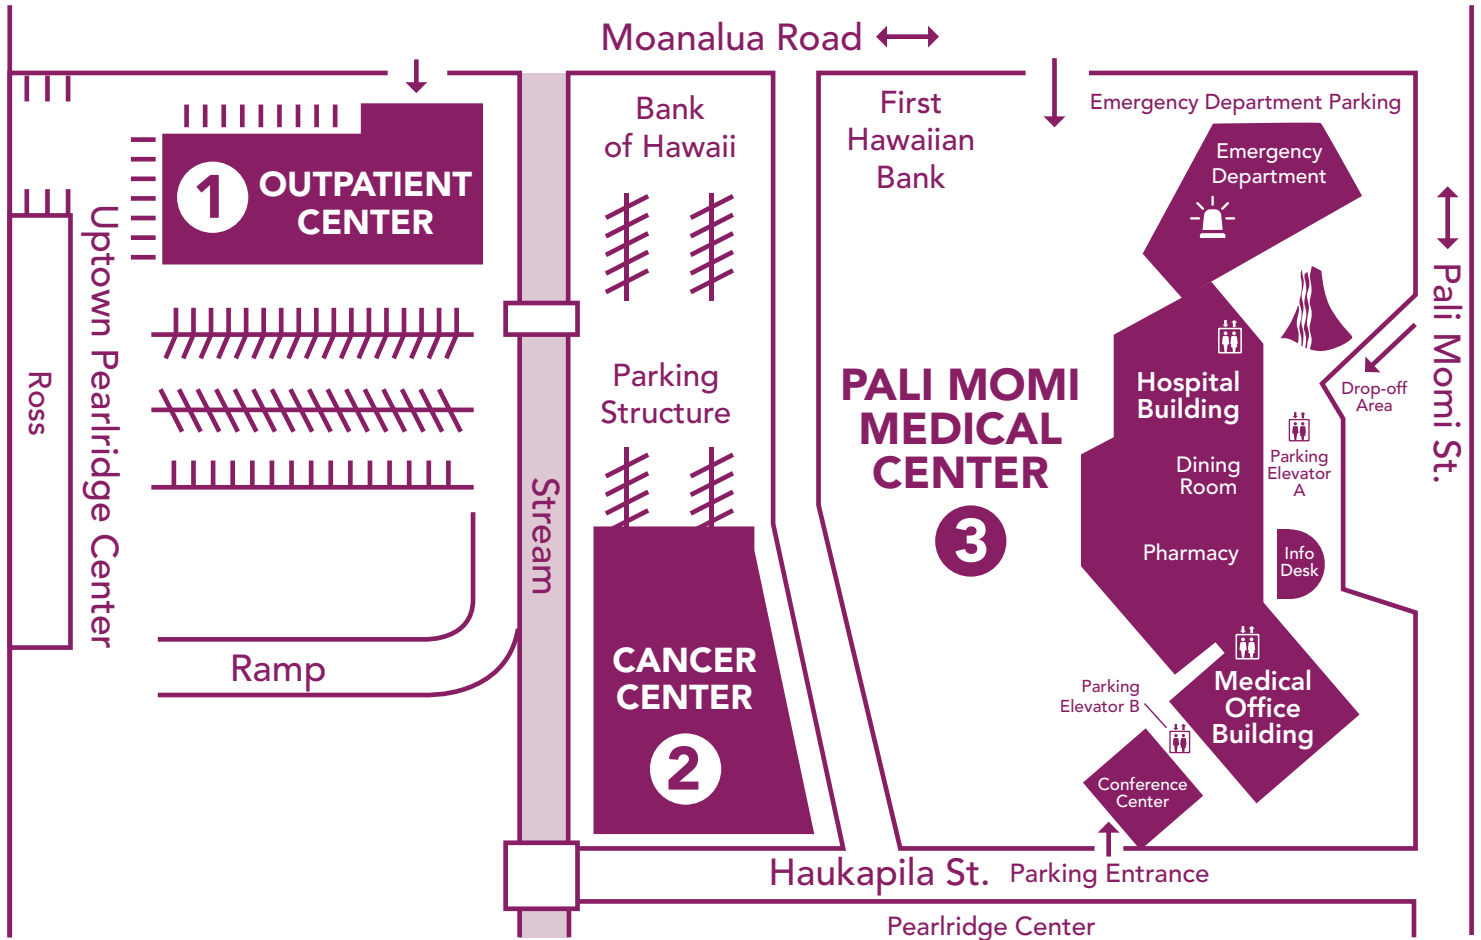 Moanalua Road
Bank
of Hawaii
First
Hawaiian
Bank
Emergency Department Parking
Emergency
Department
1
OUTPATIENT
CENTER
Uptown Pearlridge Center
Ross
Pali Momi St.
Parking
Structure
PALI MOMI
MEDICAL
CENTER
3
Hospital
Building
Drop-off
Area
Dining
Room
Parking
Elevator
A
Pharmacy
Info
Desk
Stream
Ramp
CANCER
CENTER
2
Parking
Elevator B
Medical
Office
Building
Conference
Center
Haukapila St.
Parking Entrance
Pearlridge Center